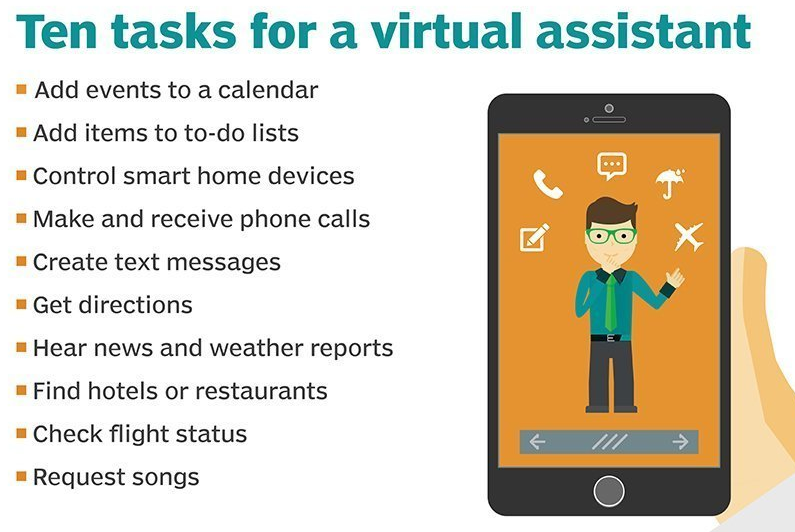 Ten tasks for a virtual assistant
Add events to a calendar
Add items to to-do lists
Control smart home devices
Make and receive phone calls
Create text messages
Get directions
Hear news and weather reports
Find hotels or restaurants
Check flight status
Request songs